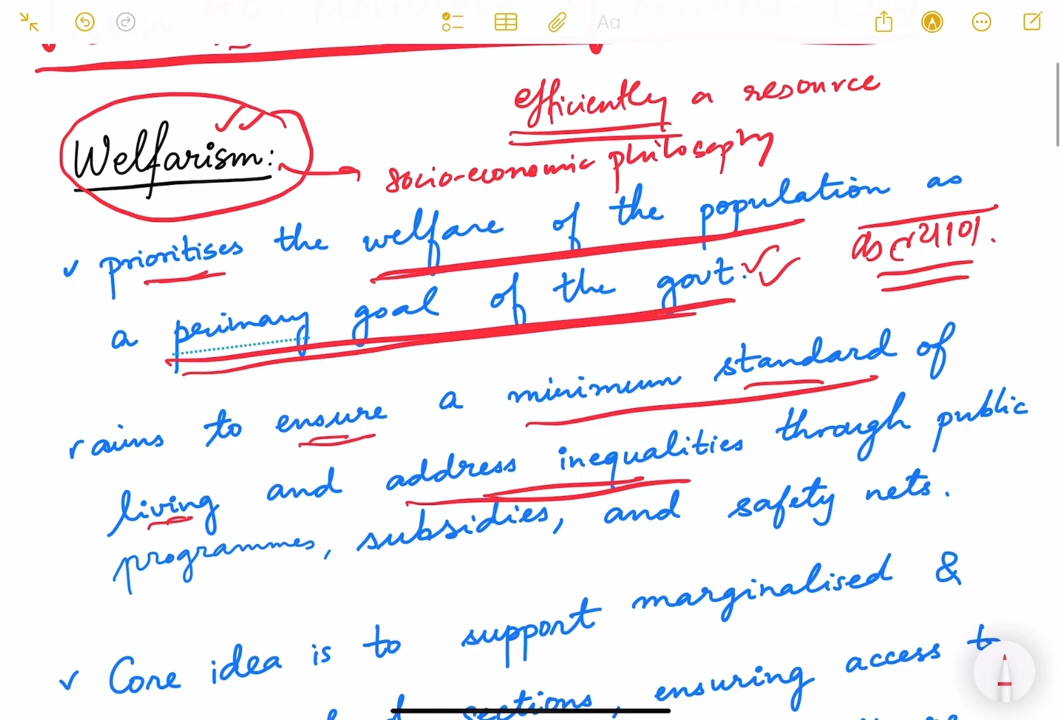 Aa
efficiently a resource
Welfarism: → socio-economic philosophy
✓ prioritises the welfare of the population as
a primary goal of the govt.
✓ aims to ensure a minimum standard of
living and address inequalities through public
programmes, subsidies, and safety nets.
✓ Core idea is to support marginalised &
sections, ensuring access to